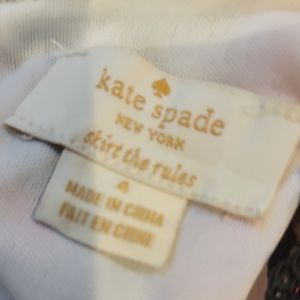 kate spade
NEW YORK
skirt the rules
4
MADE IN CHINA
FAIT EN CHINE